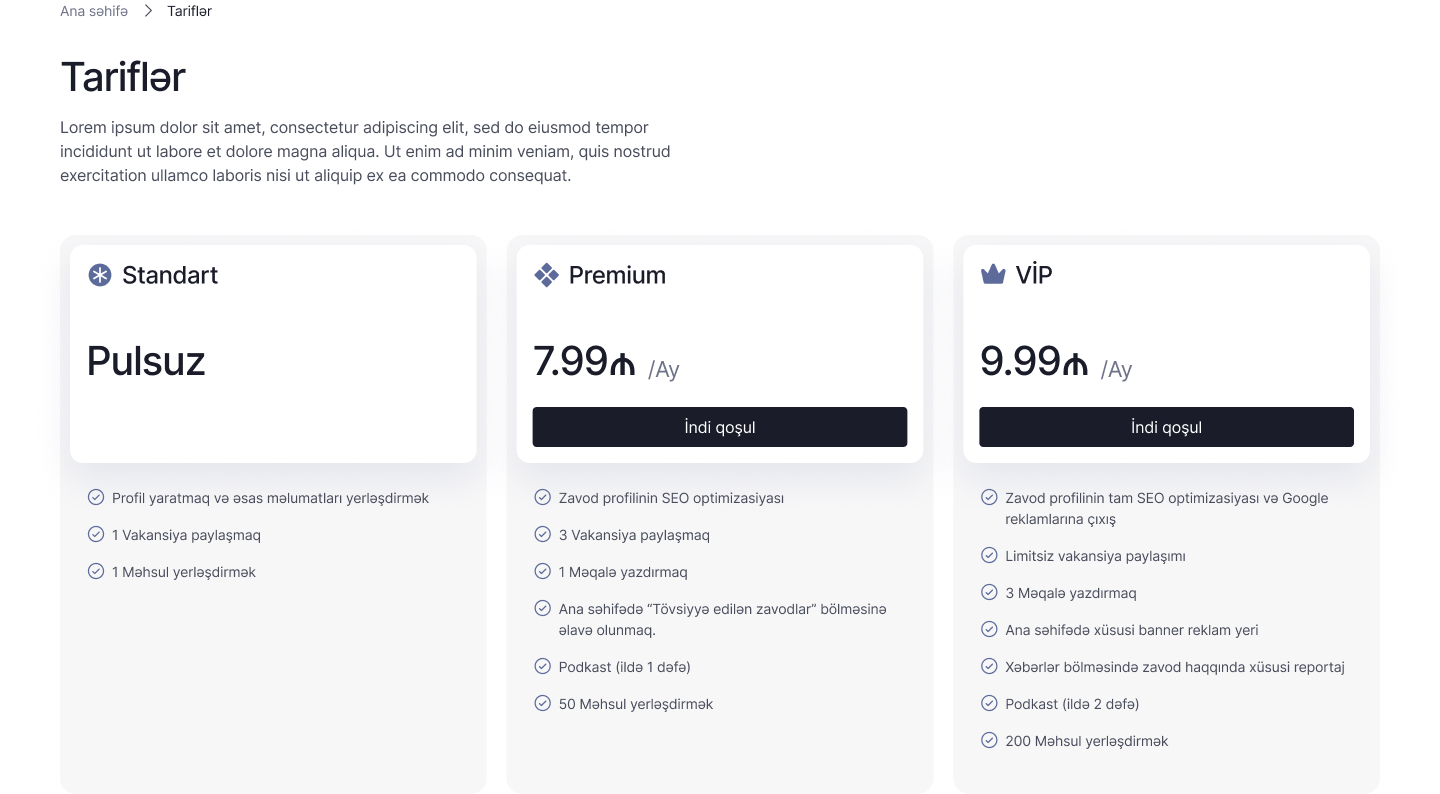 Ana səhifə > Tariflər
Tariflər
Lorem ipsum dolor sit amet, consectetur adipiscing elit, sed do eiusmod tempor
incididunt ut labore et dolore magna aliqua. Ut enim ad minim veniam, quis nostrud
exercitation ullamco laboris nisi ut aliquip ex ea commodo consequat.
Standart
Pulsuz
Profil yaratmaq və əsas məlumatları yerləşdirmək
1 Vakansiya paylaşmaq
1 Məhsul yerləşdirmək
Premium
7.99₼ /Ay
İndi qoşul
Zavod profilinin SEO optimizasiyası
3 Vakansiya paylaşmaq
1 Məqalə yazdırmaq
Ana səhifədə “Tövsiyyə edilən zavodlar” bölməsinə
əlavə olunmaq.
Podkast (ildə 1 dəfə)
50 Məhsul yerləşdirmək
VİP
9.99₼ /Ay
İndi qoşul
Zavod profilinin tam SEO optimizasiyası və Google
reklamlarına çıxış
Limitsiz vakansiya paylaşımı
3 Məqalə yazdırmaq
Ana səhifədə xüsusi banner reklam yeri
Xəbərlər bölməsində zavod haqqında xüsusi reportaj
Podkast (ildə 2 dəfə)
200 Məhsul yerləşdirmək